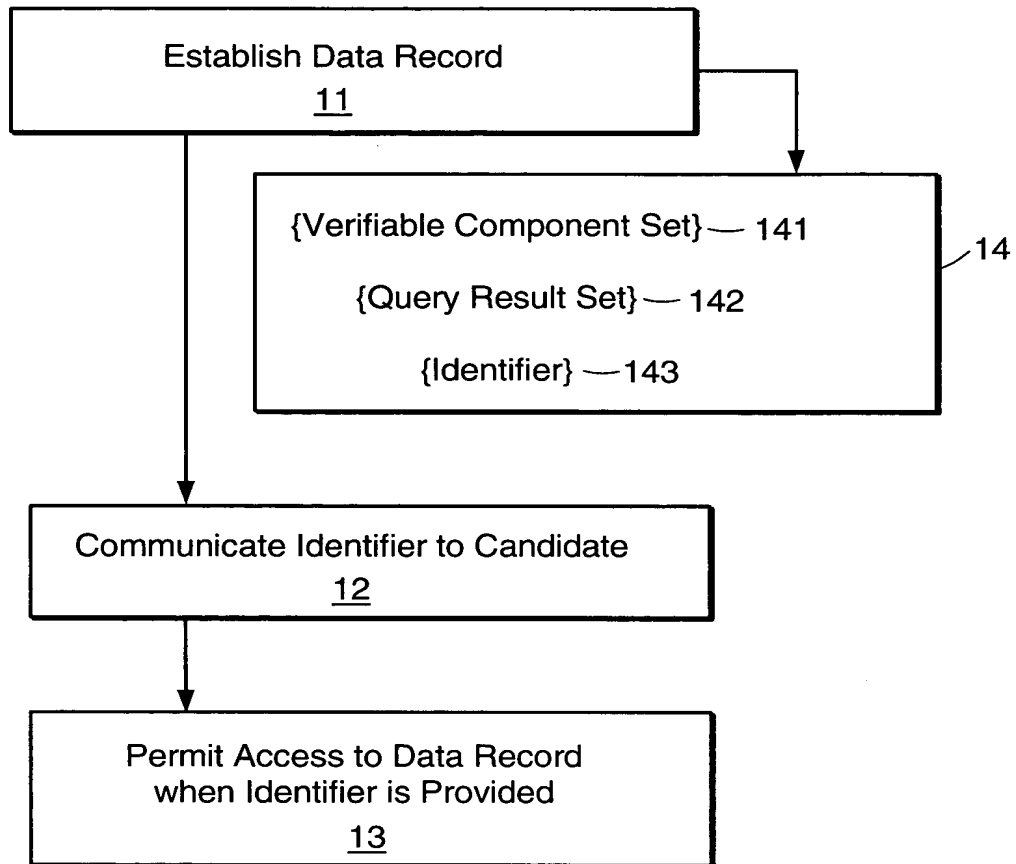 Establish Data Record
11
{Verifiable Component Set} 141
{Query Result Set} 142
{Identifier} 143
14
Communicate Identifier to Candidate
12
Permit Access to Data Record
when Identifier is Provided
13